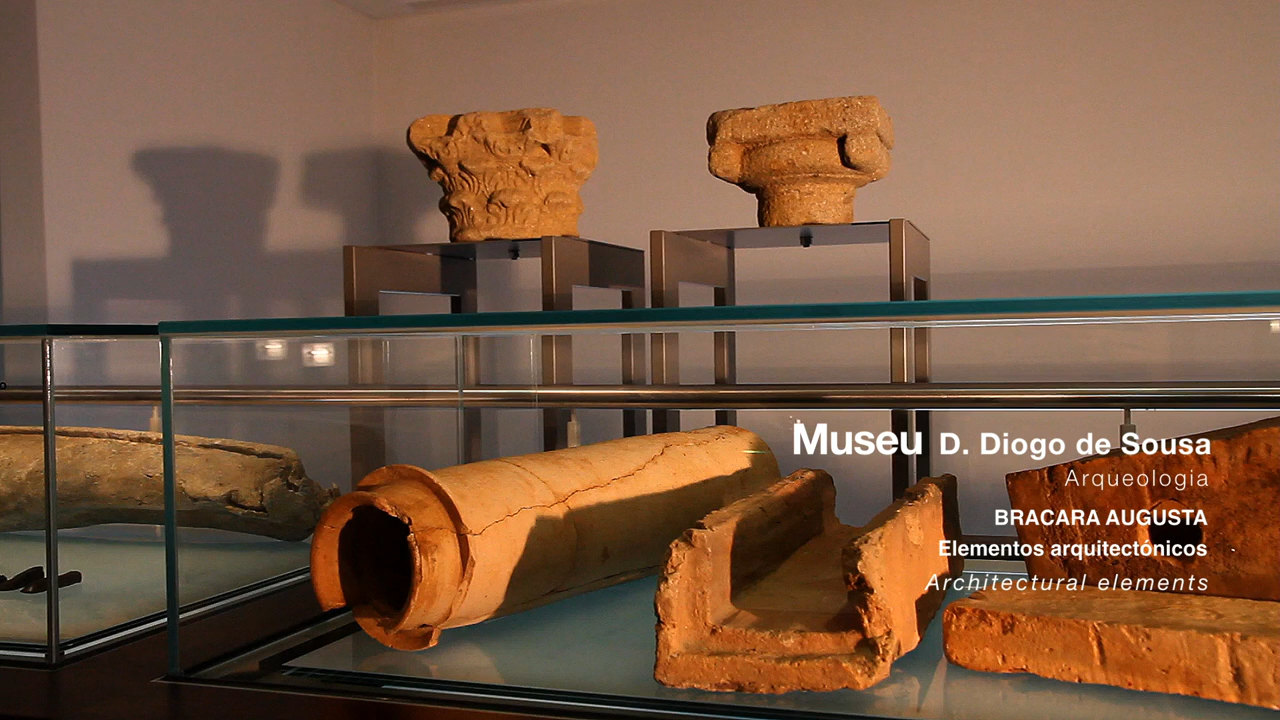 Museu D. Diogo de Sousa
Arqueologia
BRACARA AUGUSTA
Elementos arquitectónicos
Architectural elements